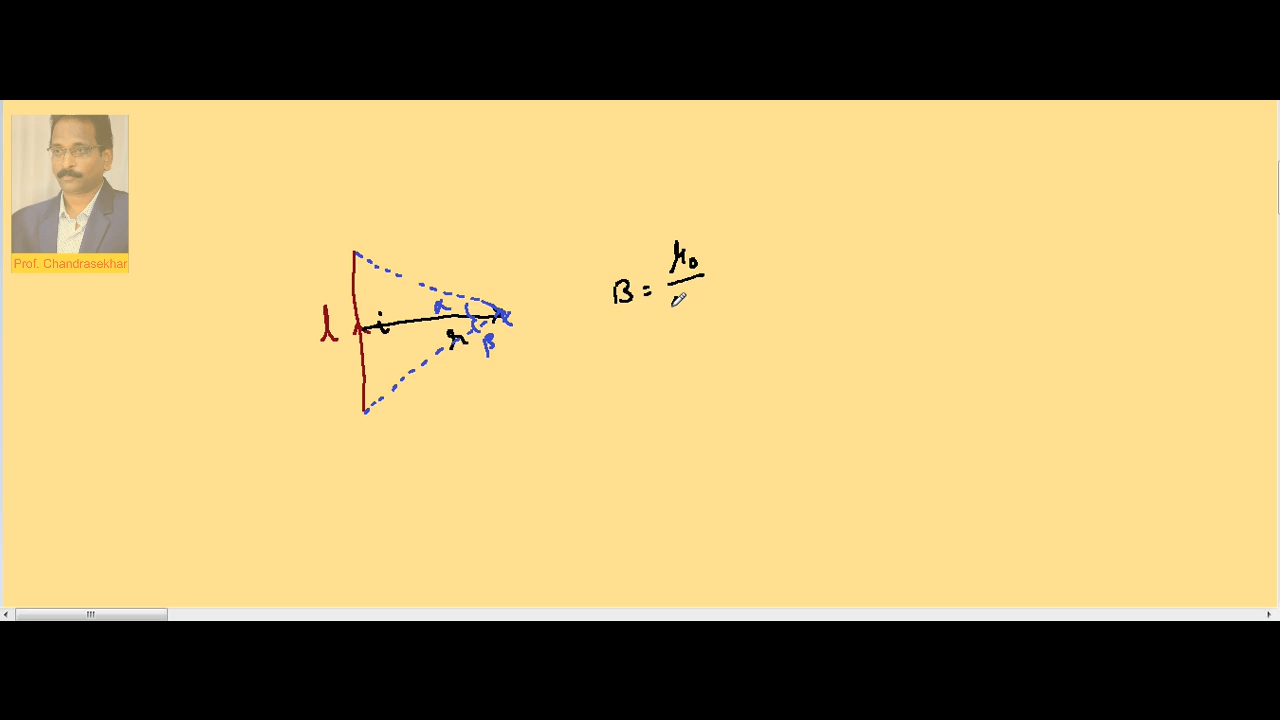 Prof. Chandrasekhar
α
l
i
r
β
B = μ₀